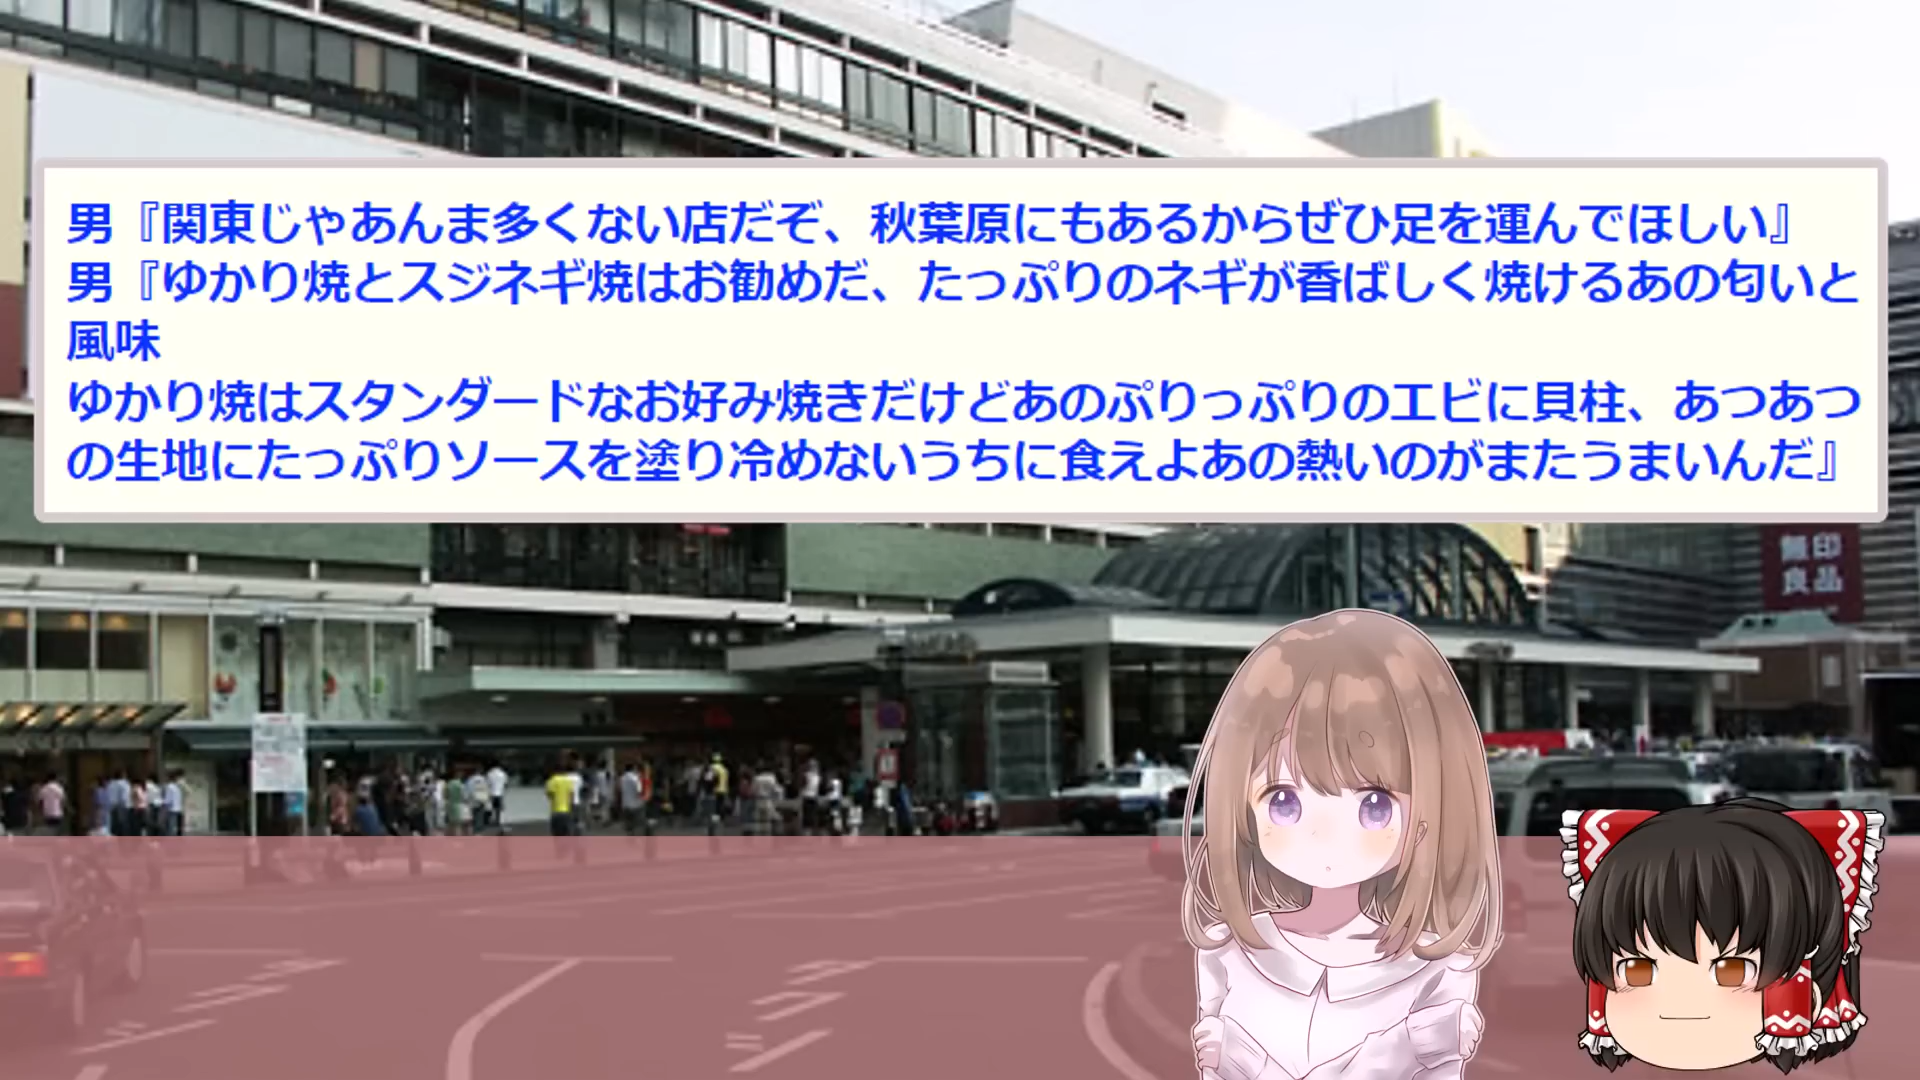 男『関東じゃあんま多くない店だぞ、秋葉原にもあるからぜひ足を運んでほしい』
男『ゆかり焼とスジネギ焼はお勧めだ、たっぷりのネギが香ばしく焼けるあの匂いと
風味
ゆかり焼はスタンダードなお好み焼きだけどあのぷりっぷりのエビに貝柱、あつあつ
の生地にたっぷりソースを塗り冷めないうちに食えよあの熱いのがまたうまいんだ』
無印
良品